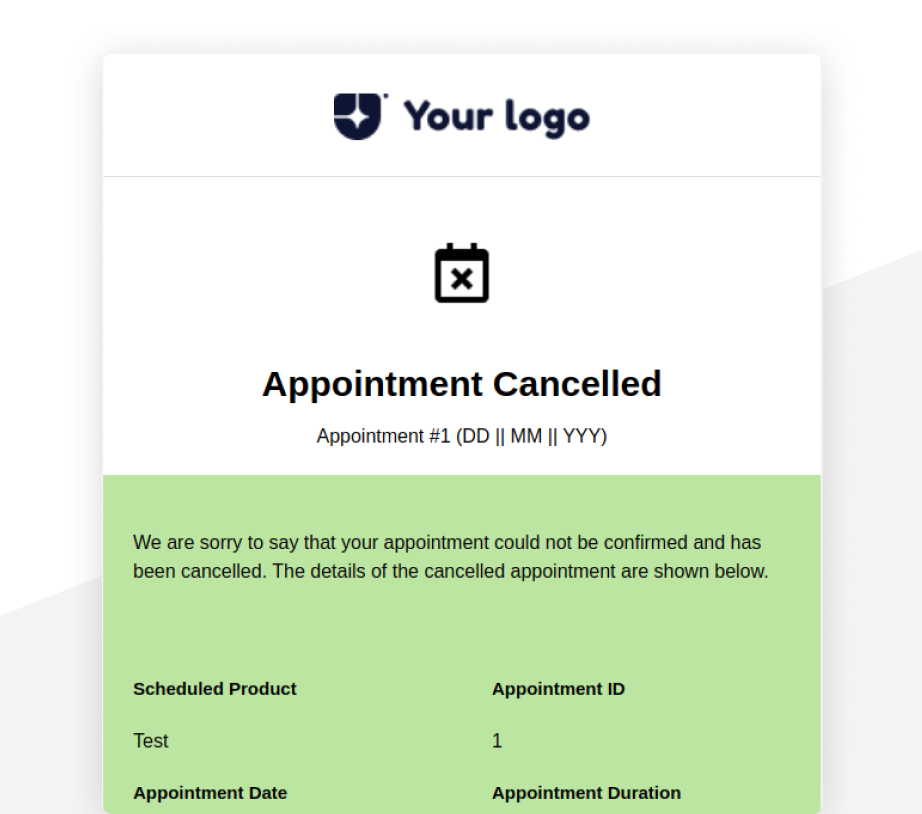 Your logo
Appointment Cancelled
Appointment #1 (DD || MM || YYY)
We are sorry to say that your appointment could not be confirmed and has
been cancelled. The details of the cancelled appointment are shown below.
Scheduled Product Appointment ID
Test 1
Appointment Date Appointment Duration